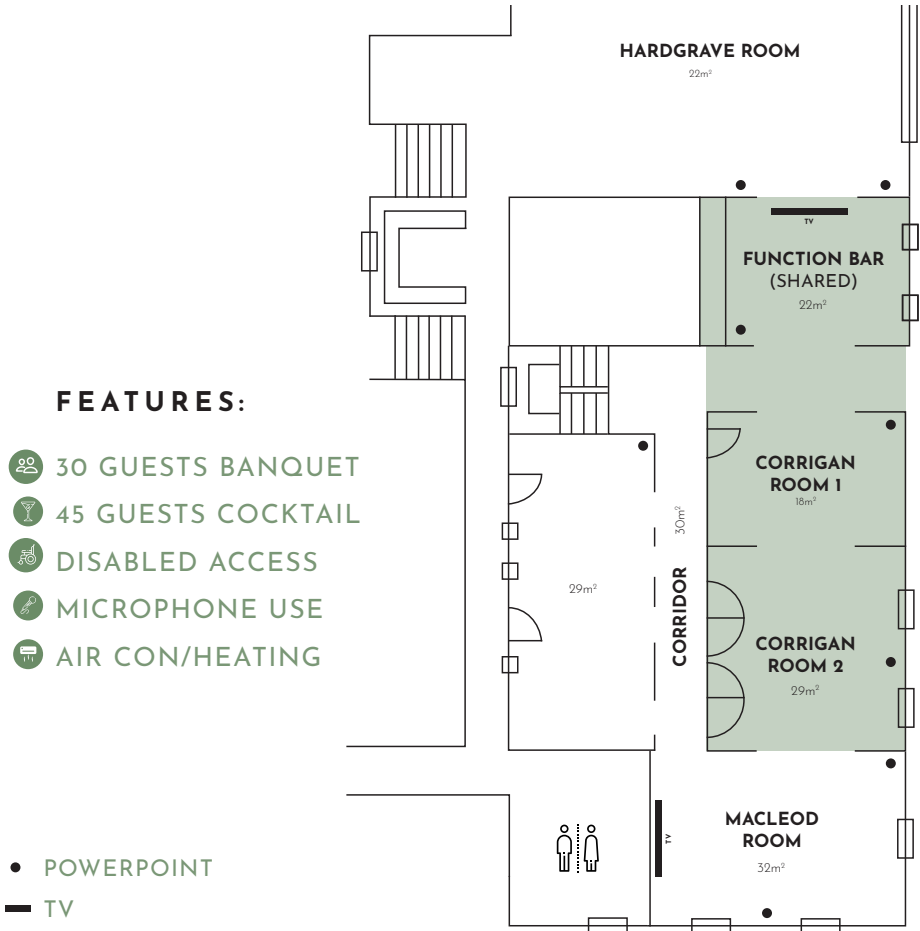 HARDGRAVE ROOM
22m²
TV
FUNCTION BAR
(SHARED)
22m²
FEATURES:
30 GUESTS BANQUET
45 GUESTS COCKTAIL
DISABLED ACCESS
MICROPHONE USE
AIR CON/HEATING
CORRIGAN
ROOM 1
18m²
30m²
CORRIDOR
29m²
CORRIGAN
ROOM 2
29m²
MACLEOD
ROOM
32m²
TV
POWERPOINT
TV